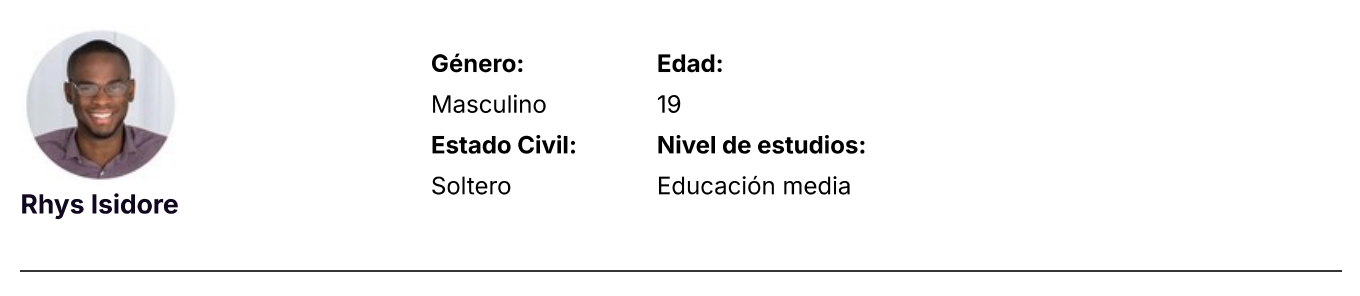 Rhys Isidore
Género:
Masculino
Estado Civil:
Soltero
Edad:
19
Nivel de estudios:
Educación media